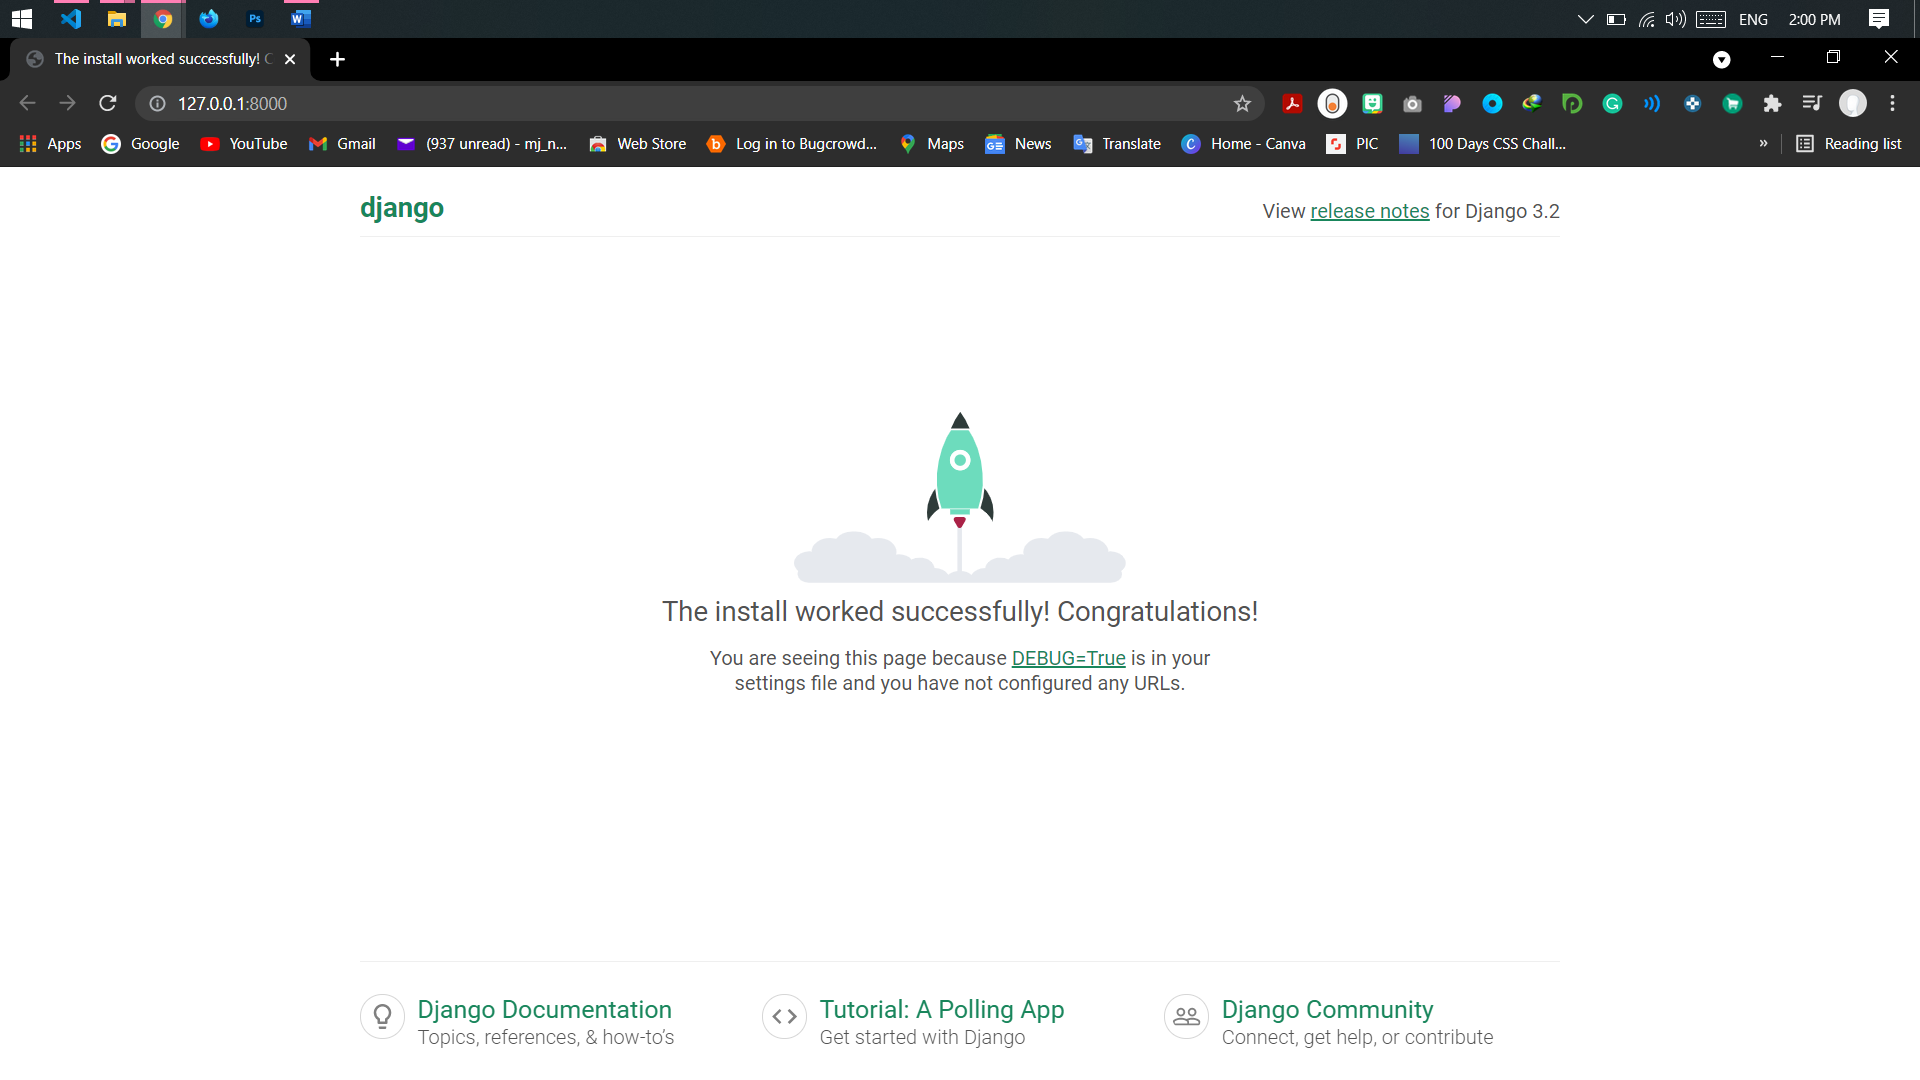 Ps
W
ENG
2:00 PM
The install worked successfully! C
127.0.0.1:8000
Apps
Google
YouTube
Gmail
(937 unread) - mj_n...
Web Store
Log in to Bugcrowd...
Maps
News
Translate
Home - Canva
PIC
100 Days CSS Chall...
»
Reading list
django
View release notes for Django 3.2
The install worked successfully! Congratulations!
You are seeing this page because DEBUG=True is in your
settings file and you have not configured any URLs.
Django Documentation
Topics, references, & how-to’s
Tutorial: A Polling App
Get started with Django
Django Community
Connect, get help, or contribute